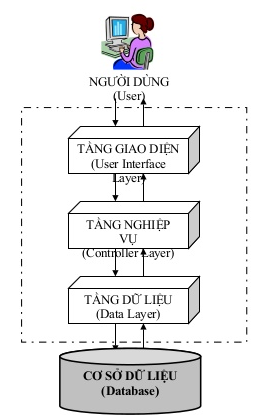 NGƯỜI DÙNG
(User)
TẦNG GIAO DIỆN
(User Interface
Layer)
TẦNG NGHIỆP
VỤ
(Controller Layer)
TẦNG DỮ LIỆU
(Data Layer)
CƠ SỞ DỮ LIỆU
(Database)